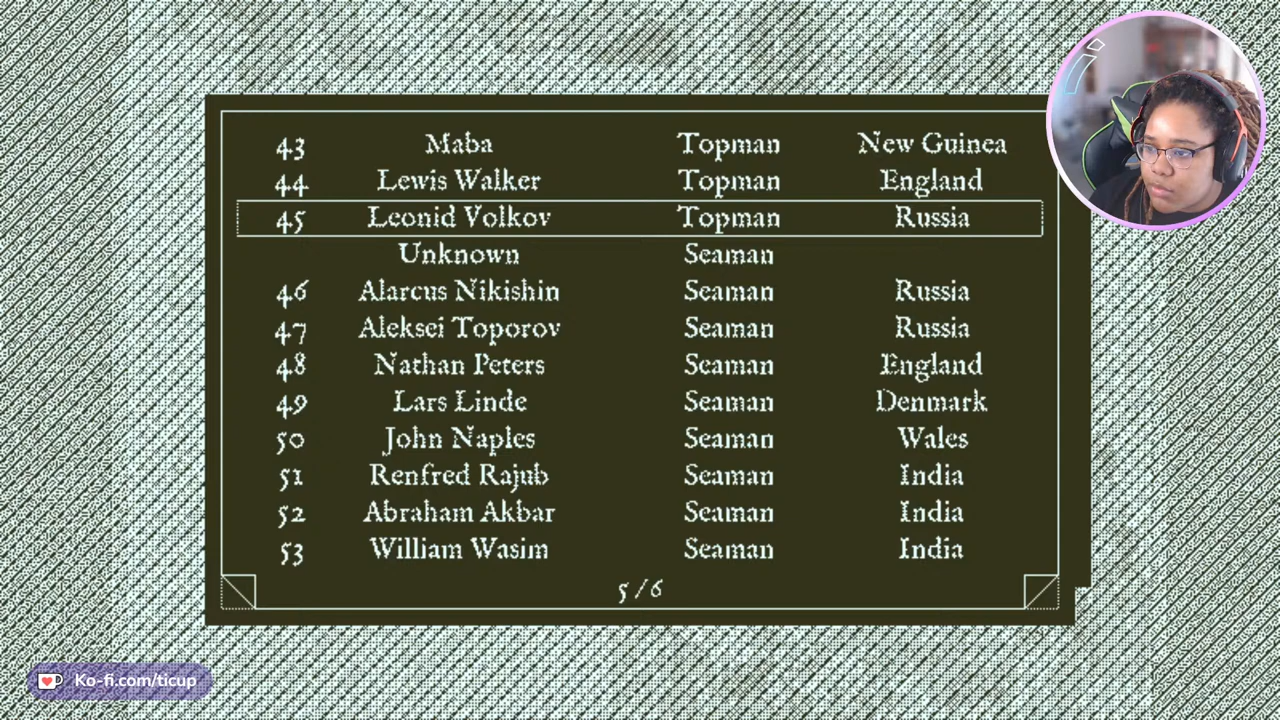 43 Maba Topman New Guinea
44 Lewis Walker Topman England
45 Leonid Volkov Topman Russia
Unknown Seaman
46 Alarcus Nikishin Seaman Russia
47 Aleksei Toporov Seaman Russia
48 Nathan Peters Seaman England
49 Lars Linde Seaman Denmark
50 John Naples Seaman Wales
51 Renfred Rajub Seaman India
52 Abraham Akbar Seaman India
53 William Wasim Seaman India
5/6
Ko-fi.com/ticup